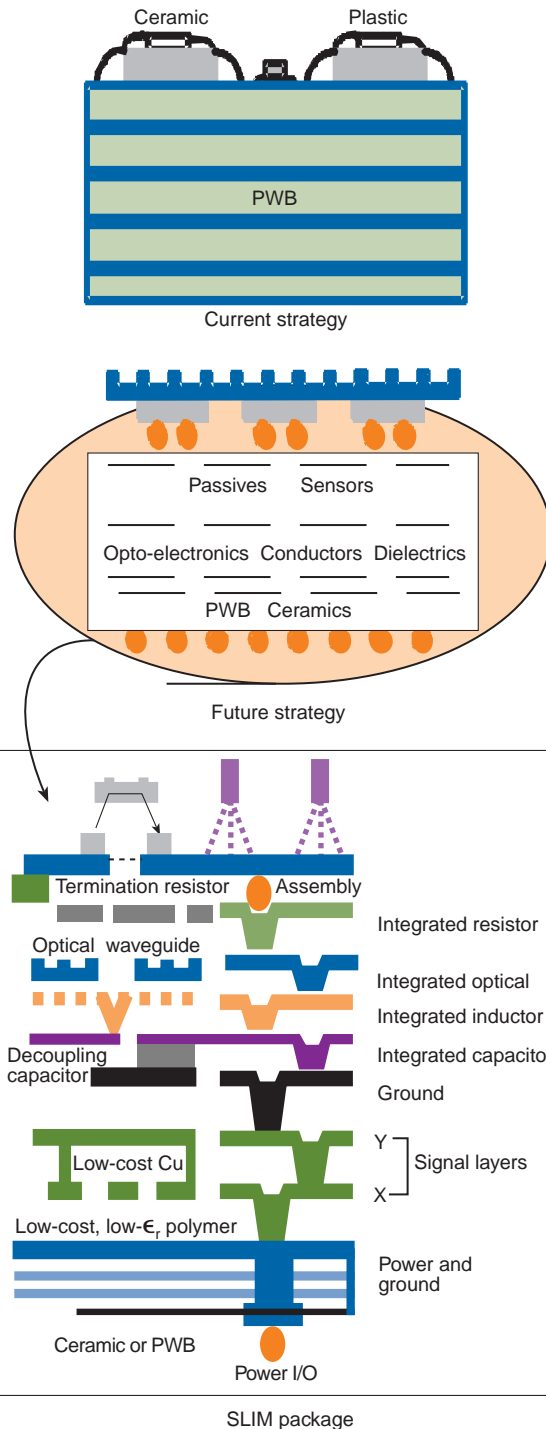 Ceramic Plastic
PWB
Current strategy
Passives Sensors
Opto-electronics Conductors Dielectrics
PWB Ceramics
Future strategy
Termination resistor Assembly
Integrated resistor
Optical waveguide
Integrated optical
Integrated inductor
Decoupling
capacitor
Integrated capacito
Ground
Y
Low-cost Cu
Signal layers
X
Low-cost, low-ϵr polymer
Power and
ground
Ceramic or PWB
Power I/O
SLIM package